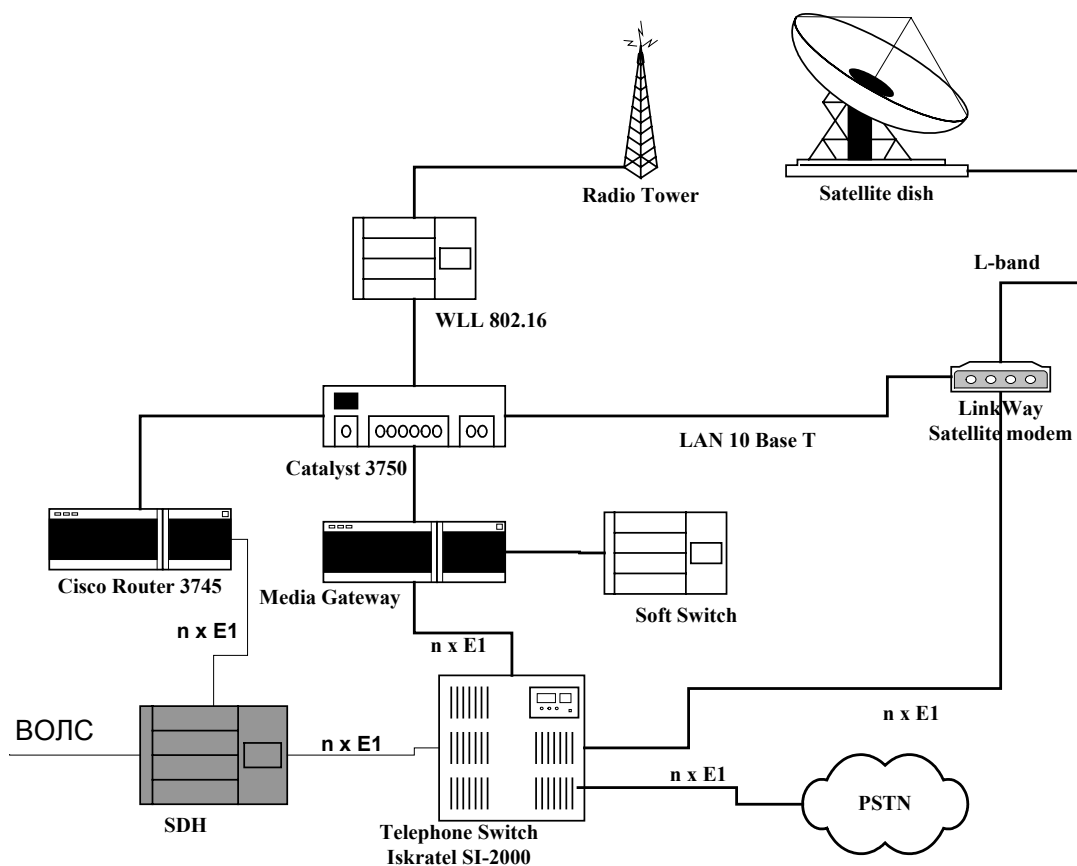 Radio Tower
Satellite dish
L-band
WLL 802.16
LinkWay
Satellite modem
LAN 10 Base T
Catalyst 3750
Cisco Router 3745
Media Gateway
Soft Switch
n x E1
n x E1
n x E1
ВОЛС
n x E1
n x E1
PSTN
SDH
Telephone Switch
Iskratel SI-2000